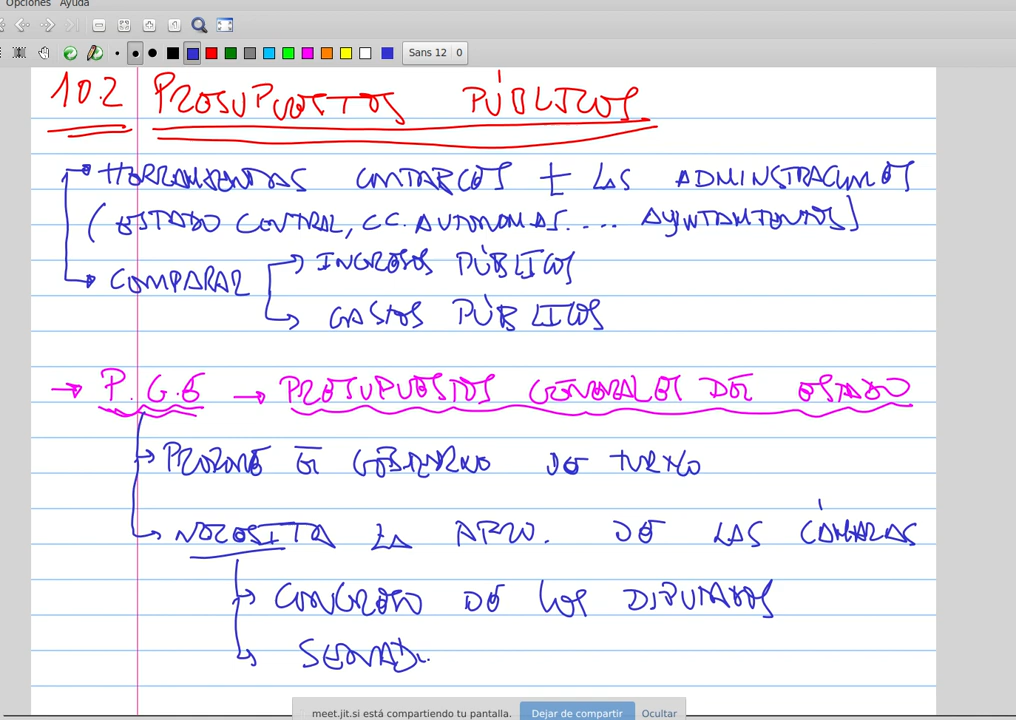 Opciones Ayuda
Sans 12 0
10.2 PRESUPUESTOS PÚBLICOS
HERRAMIENTAS CONTABLES + LAS ADMINISTRACIONES
(ESTADO CENTRAL, CC. AUTONOMAS.... AYUNTAMIENTOS)
COMPARAR
INGRESOS PÚBLICOS
GASTOS PÚBLICOS
→ P.G.E → PRESUPUESTOS GENERALES DEL ESTADO
PROPONE EL GOBIERNO DE TURNO
NECESITA LA APRO. DE LAS CÁMARAS
CONGRESO DE LOS DIPUTADOS
SENAD
meet.jit.si está compartiendo tu pantalla. Dejar de compartir Ocultar